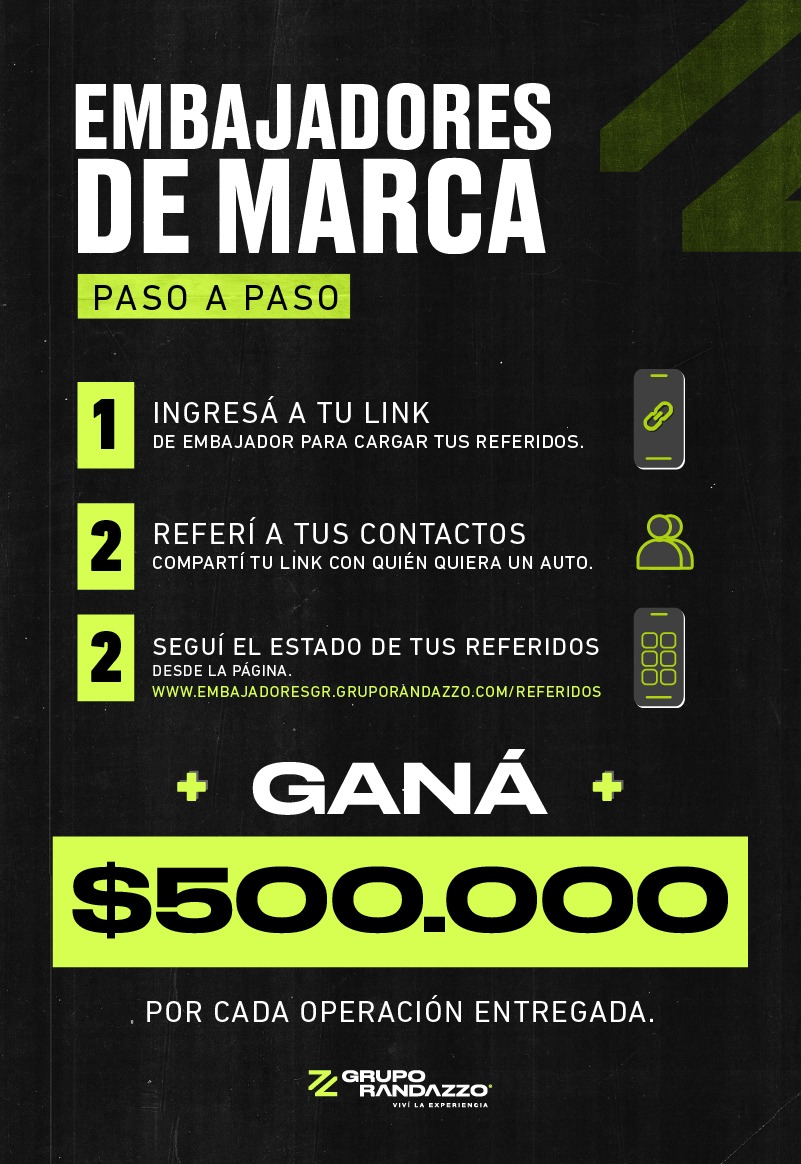 EMBAJADORES
DE MARCA
PASO A PASO
1
INGRESÁ A TU LINK
DE EMBAJADOR PARA CARGAR TUS REFERIDOS.
2
REFERÍ A TUS CONTACTOS
COMPARTÍ TU LINK CON QUIÉN QUIERA UN AUTO.
2
SEGUÍ EL ESTADO DE TUS REFERIDOS
DESDE LA PÁGINA.
WWW.EMBAJADORESGR.GRUPORANDAZZO.COM/REFERIDOS
+ GANÁ +
$500.000
POR CADA OPERACIÓN ENTREGADA.
GRUPO
RANDAZZO
VIVÍ LA EXPERIENCIA